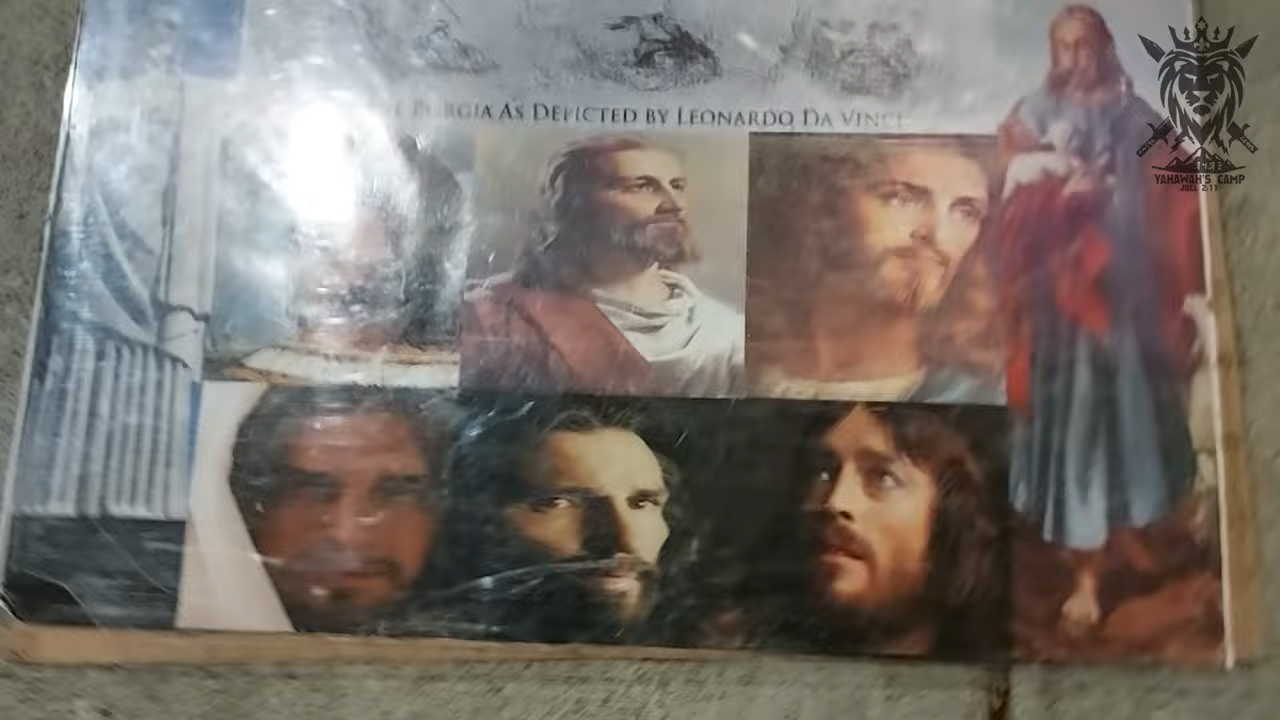 BORGIA AS DEPICTED BY LEONARDO DA VINCI
YAHAWAH'S CAMP
JOEL 2:11